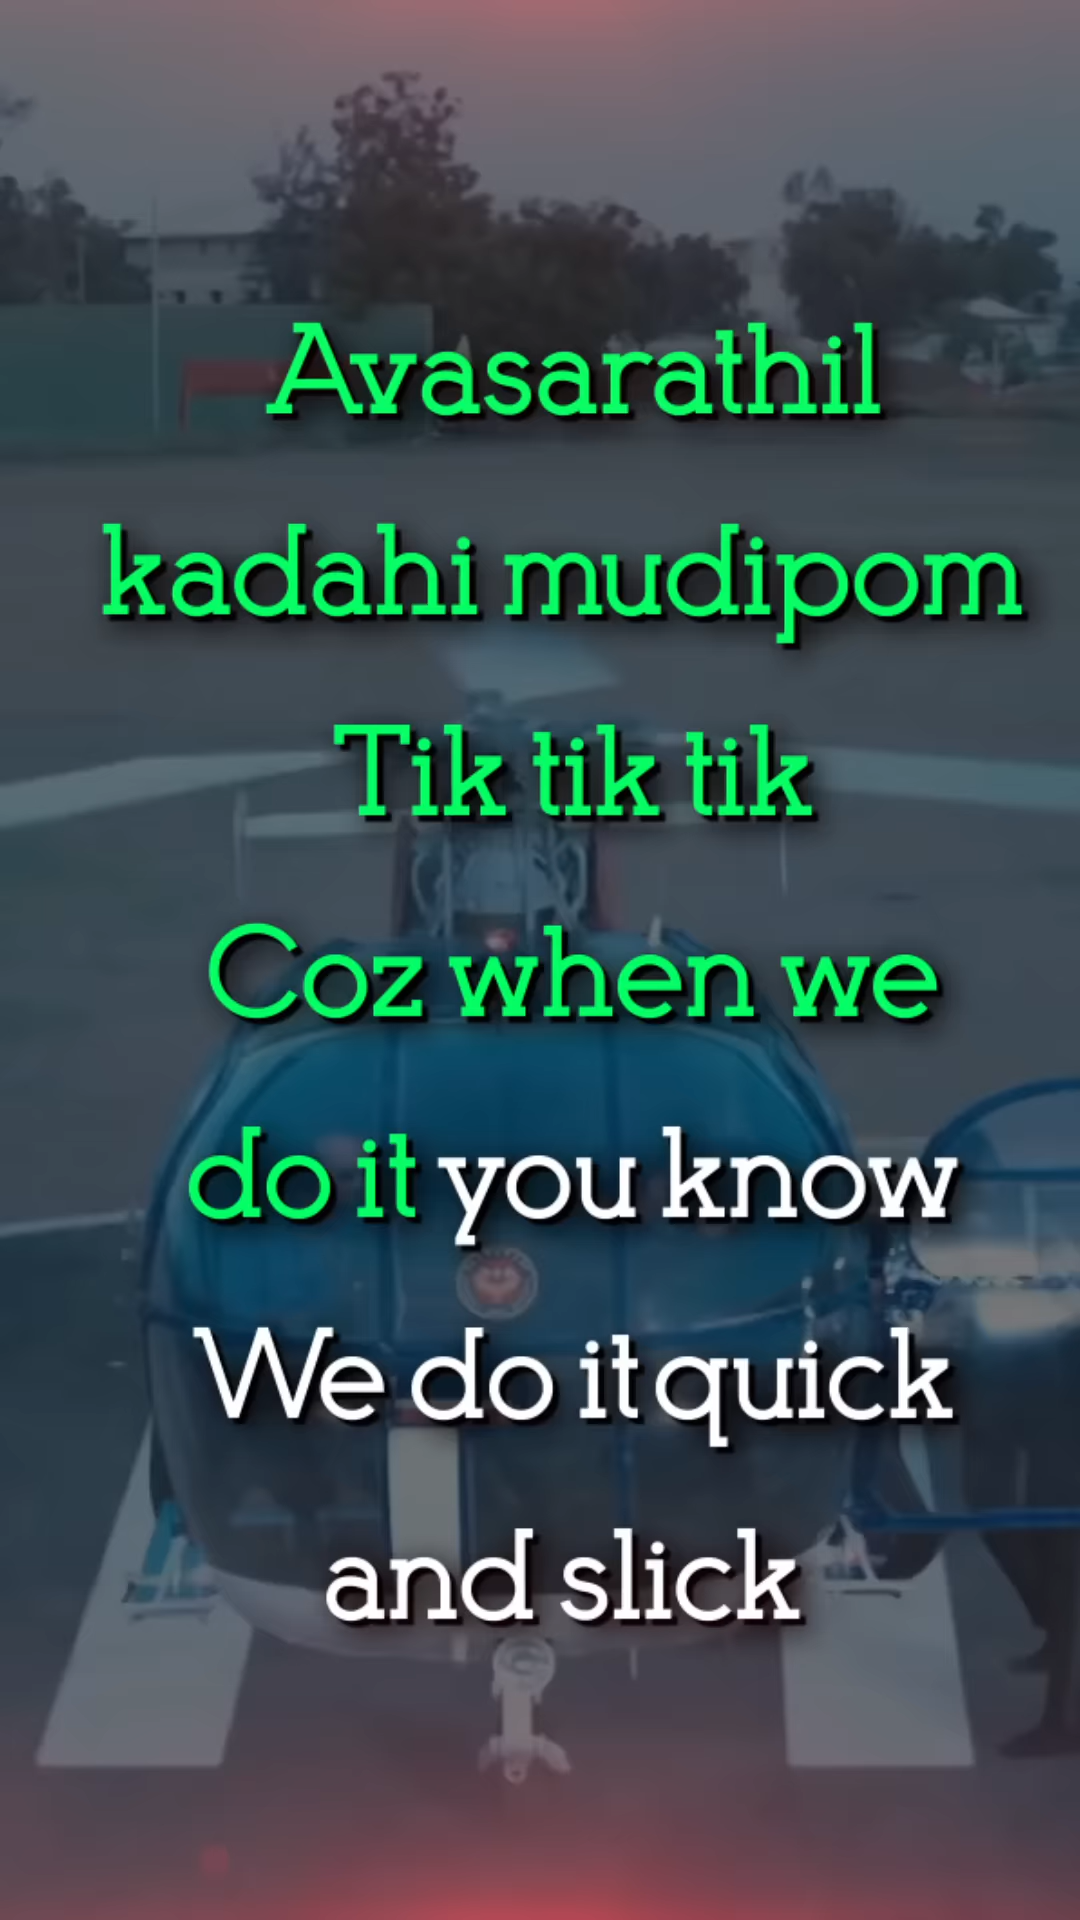 Avasarathil
kadahi mudipom
Tik tik tik
Coz when we
do it you know
We do it quick
and slick